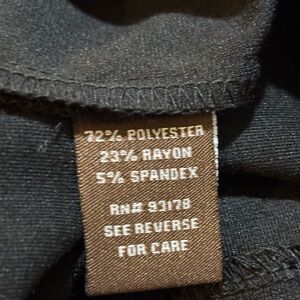 72% POLYESTER
23% RAYON
5% SPANDEX
RN# 93178
SEE REVERSE
FOR CARE